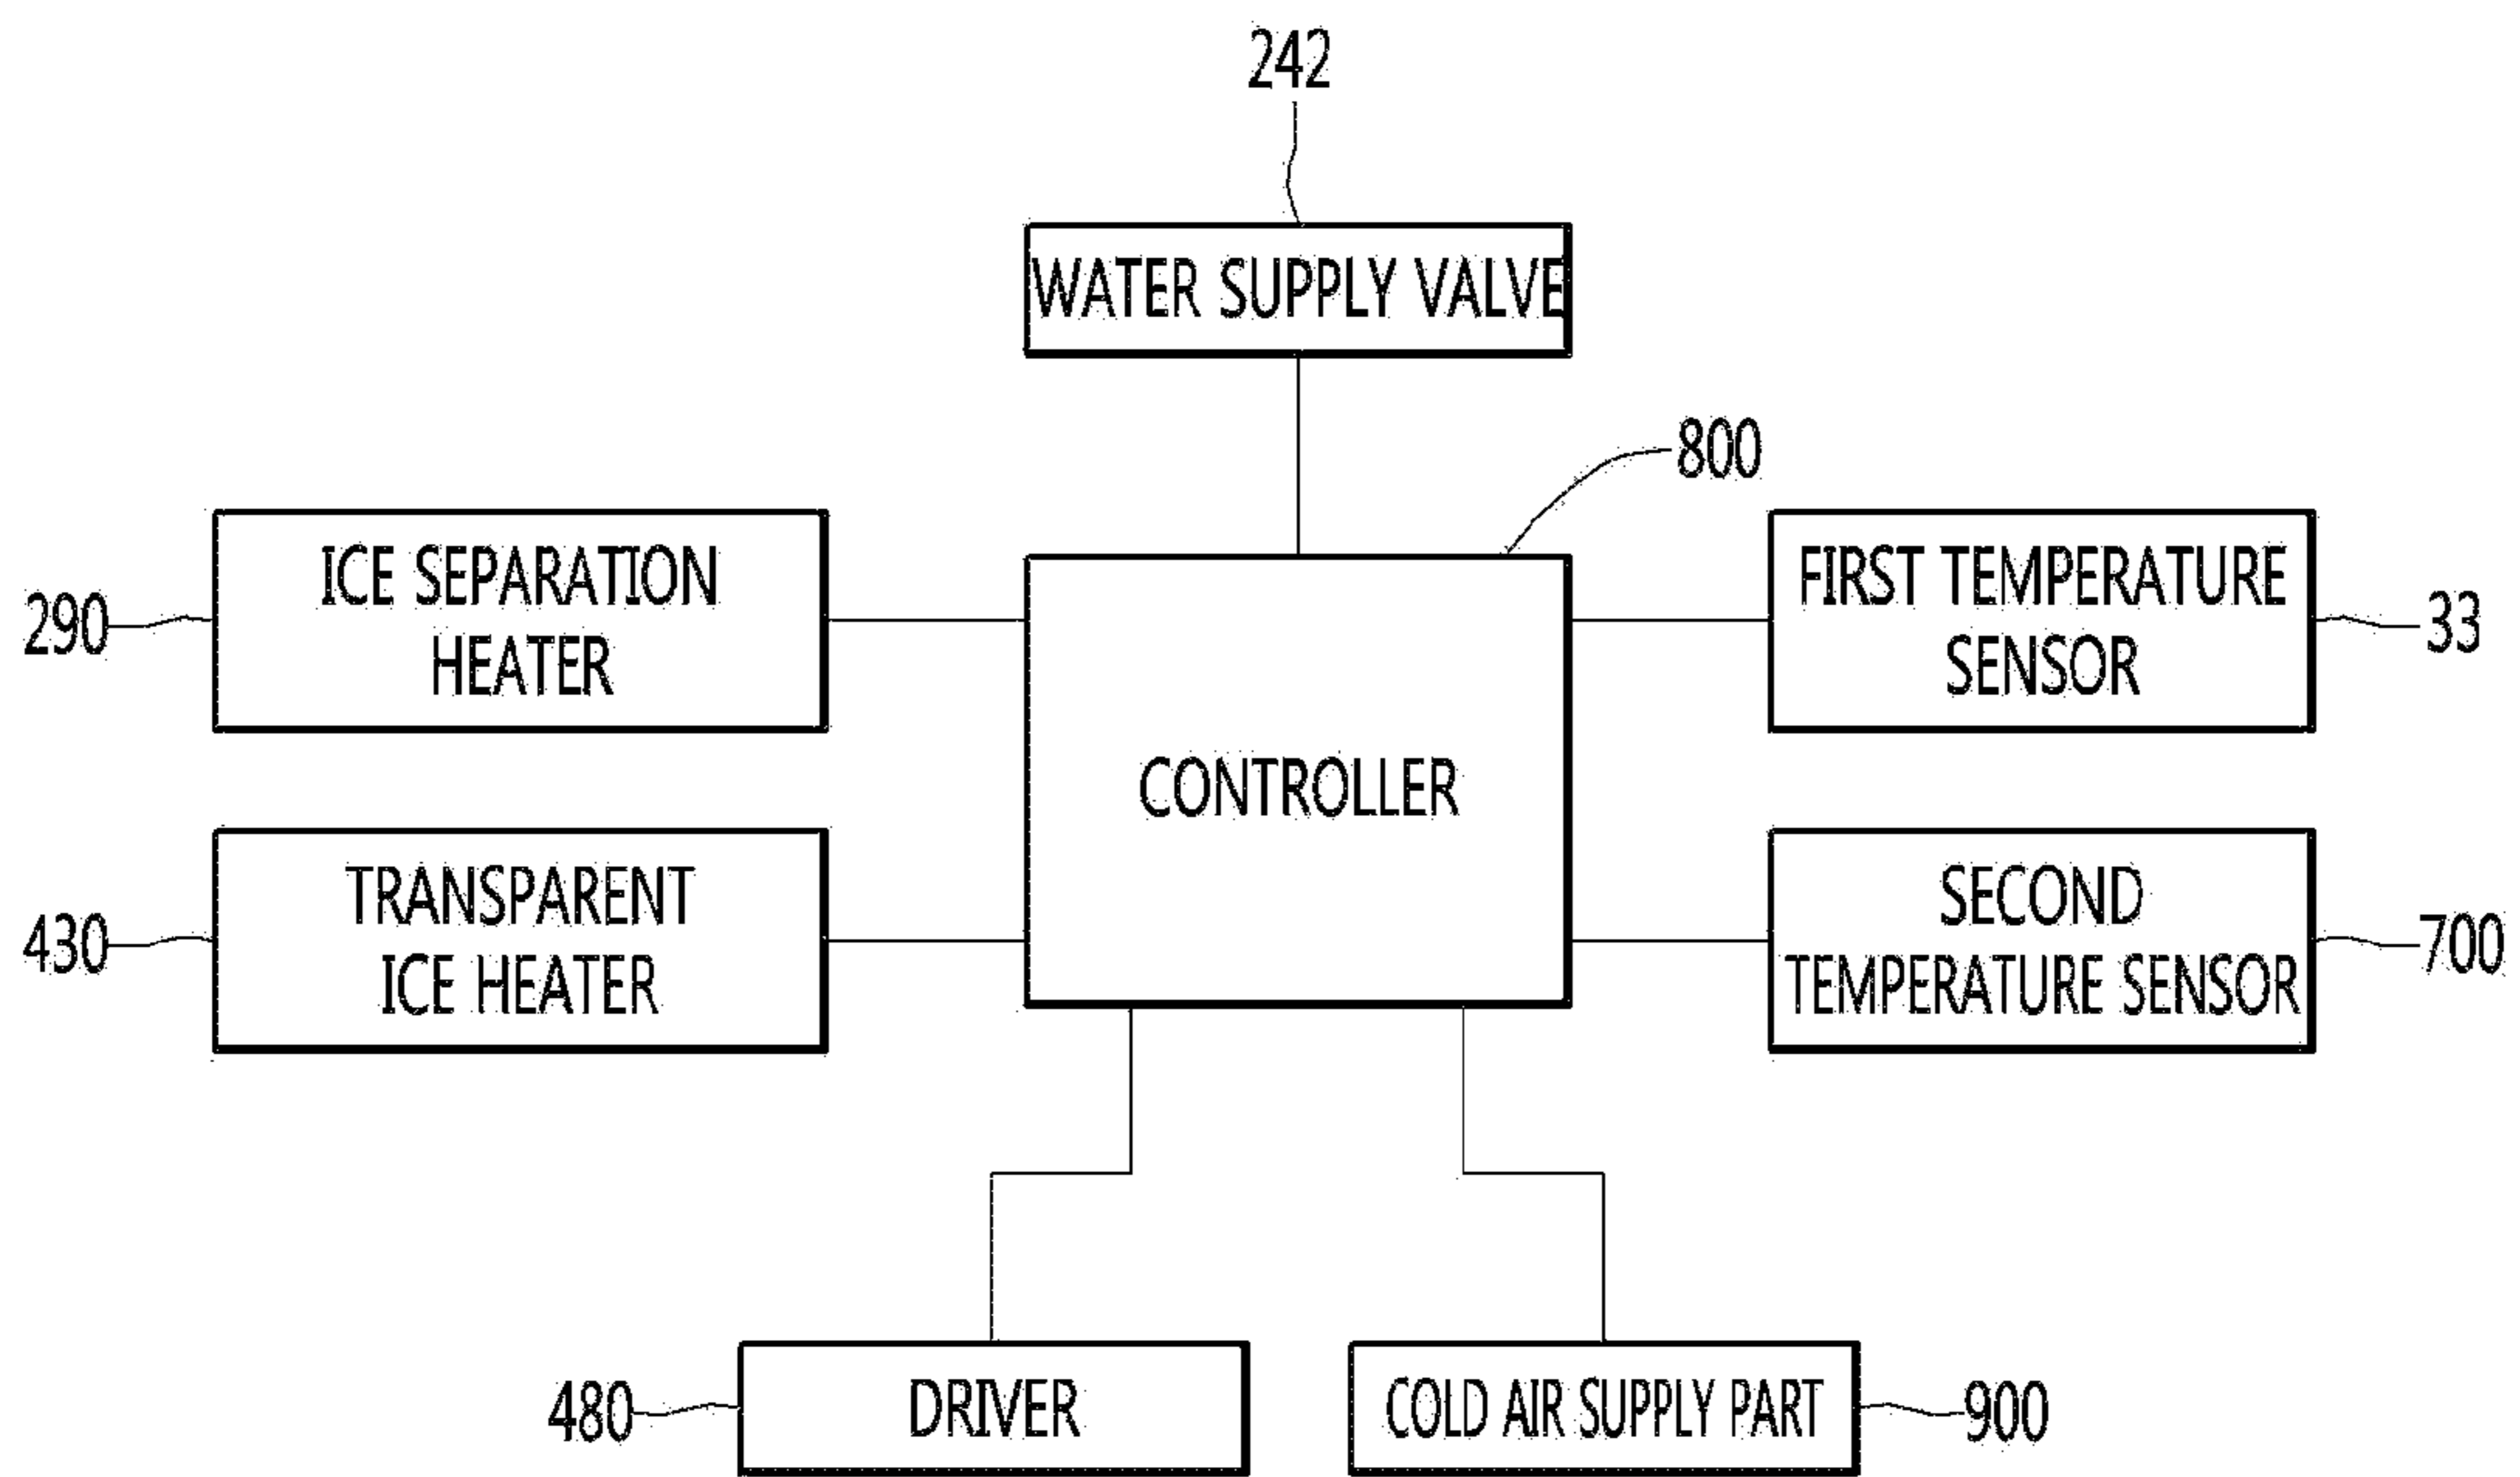 242
WATER SUPPLY VALVE
800
ICE SEPARATION
HEATER
290
FIRST TEMPERATURE
SENSOR
33
CONTROLLER
TRANSPARENT
ICE HEATER
430
SECOND
TEMPERATURE SENSOR
700
480
DRIVER
COLD AIR SUPPLY PART
900